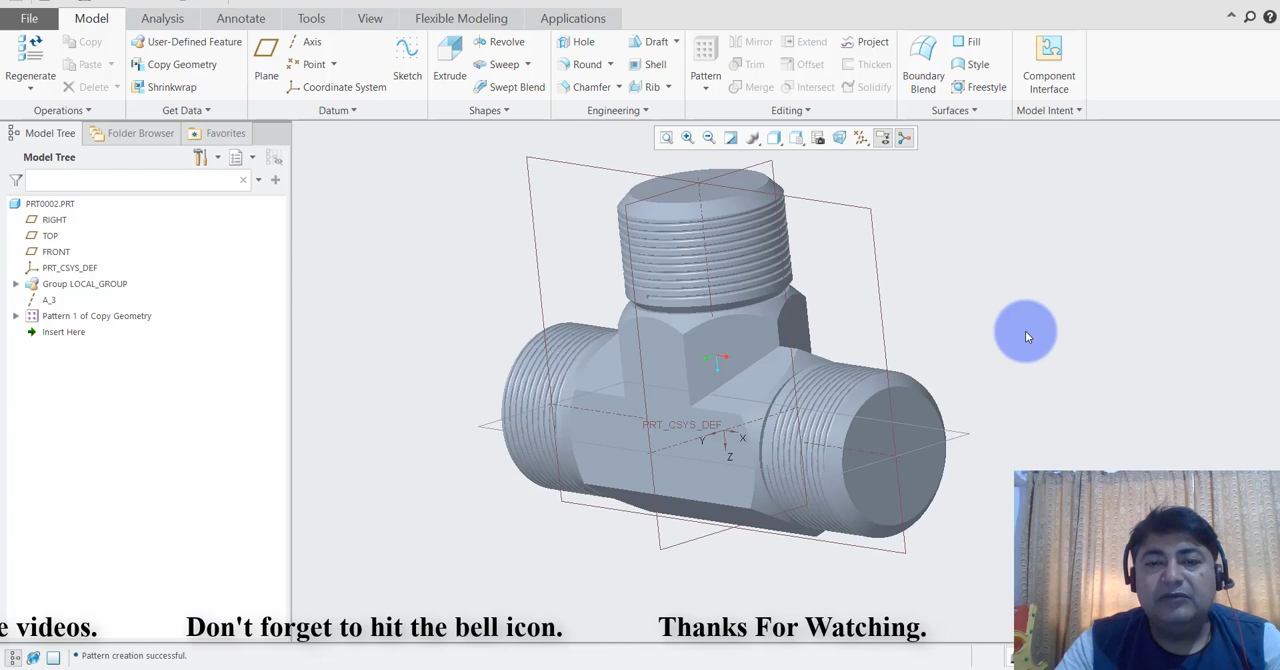 File Model Analysis Annotate Tools View Flexible Modeling Applications
Regenerate
Copy
Paste
Delete
Operations
User-Defined Feature
Copy Geometry
Shrinkwrap
Get Data
Plane
Axis
Point
Coordinate System
Sketch
Datum
Extrude
Revolve
Sweep
Swept Blend
Shapes
Hole
Round
Chamfer
Draft
Shell
Rib
Engineering
Pattern
Mirror
Trim
Merge
Extend
Offset
Intersect
Project
Thicken
Solidify
Editing
Boundary
Blend
Fill
Style
Freestyle
Surfaces
Component
Interface
Model Intent
Model Tree Folder Browser Favorites
Model Tree
PRT0002.PRT
RIGHT
TOP
FRONT
PRT_CSYS_DEF
Group LOCAL_GROUP
A_3
Pattern 1 of Copy Geometry
Insert Here
PRT_CSYS_DEF
Y X
Z
e videos. Don't forget to hit the bell icon. Thanks For Watching.
Pattern creation successful.